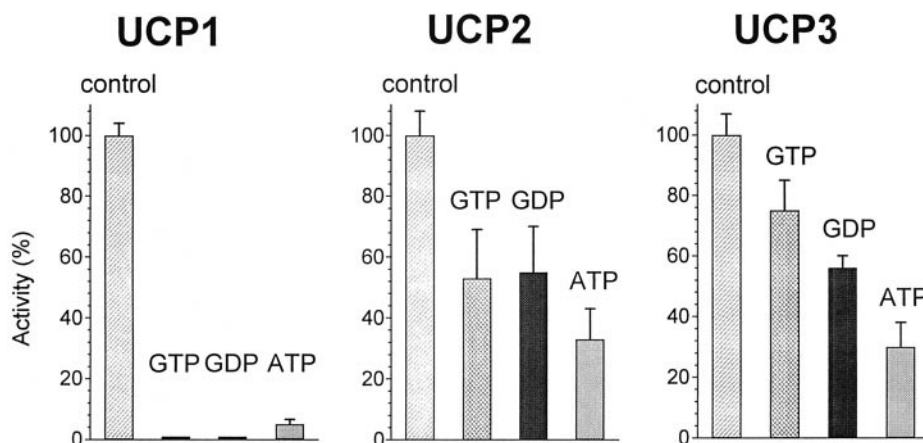 UCP1
UCP2
UCP3
control
control
control
Activity (%)
100
80
60
40
20
0
GTP GDP ATP
100
80
60
40
20
0
GTP
GDP
ATP
100
80
60
40
20
0
GTP
GDP
ATP